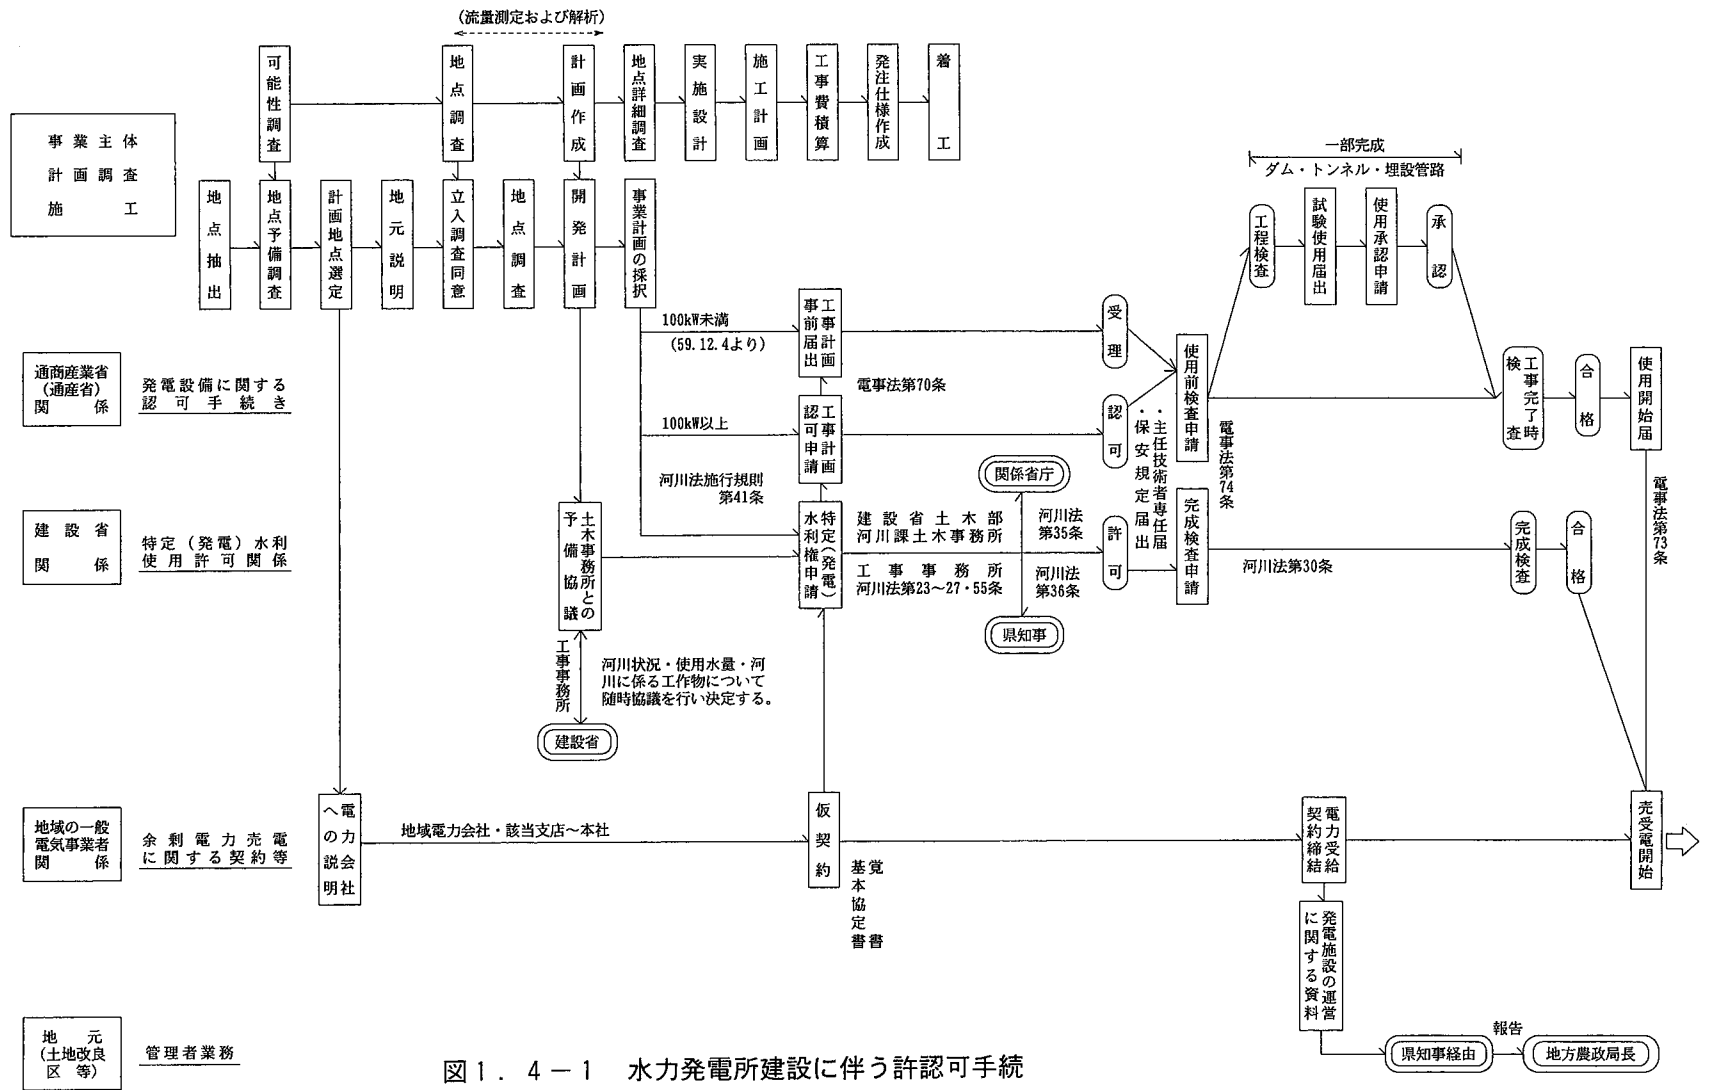 (流量測定および解析)
可能性調査
地点調査
計画作成
地点詳細調査
実施設計
施工計画
工事費積算
発注仕様作成
着工
事業主体
計画調査
施工
地点抽出
地点予備調査
計画地点選定
地元説明
立入調査同意
地点調査
開発計画
事業計画の採択
一部完成
ダム・トンネル・埋設管路
工程検査
試験使用届出
使用承認申請
承認
通商産業省
(通産省)
関係
発電設備に関する
認可手続き
100kW未満
(59.12.4より)
工事計画
事前届出
受理
電事法第70条
100kW以上
工事計画
認可申請
認可
使用前検査申請
・主任技術者専任届
・保安規定届出
電事法第74条
工事完了時
検査
合格
使用開始届
電事法第73条
建設省
関係
特定(発電)水利
使用許可関係
土木事務所との
予備協議
河川法施行規則
第41条
特定(発電)
水利権申請
建設省土木部
河川課土木事務所
工事事務所
河川法第23~27・55条
関係省庁
河川法
第35条
河川法
第36条
県知事
許可
完成検査申請
河川法第30条
完成検査
合格
工事事務所
河川状況・使用水量・河
川に係る工作物について
随時協議を行い決定する。
建設省
地域の一般
電気事業者
関係
余剰電力売電
に関する契約等
電力会社
への説明
地域電力会社・該当支店~本社
仮契約
覚書
基本協定書
電力受給
契約締結
売受電開始
発電施設の運営
に関する資料
地元
(土地改良
区等)
管理者業務
県知事経由
報告
地方農政局長
図1.4-1 水力発電所建設に伴う許認可手続